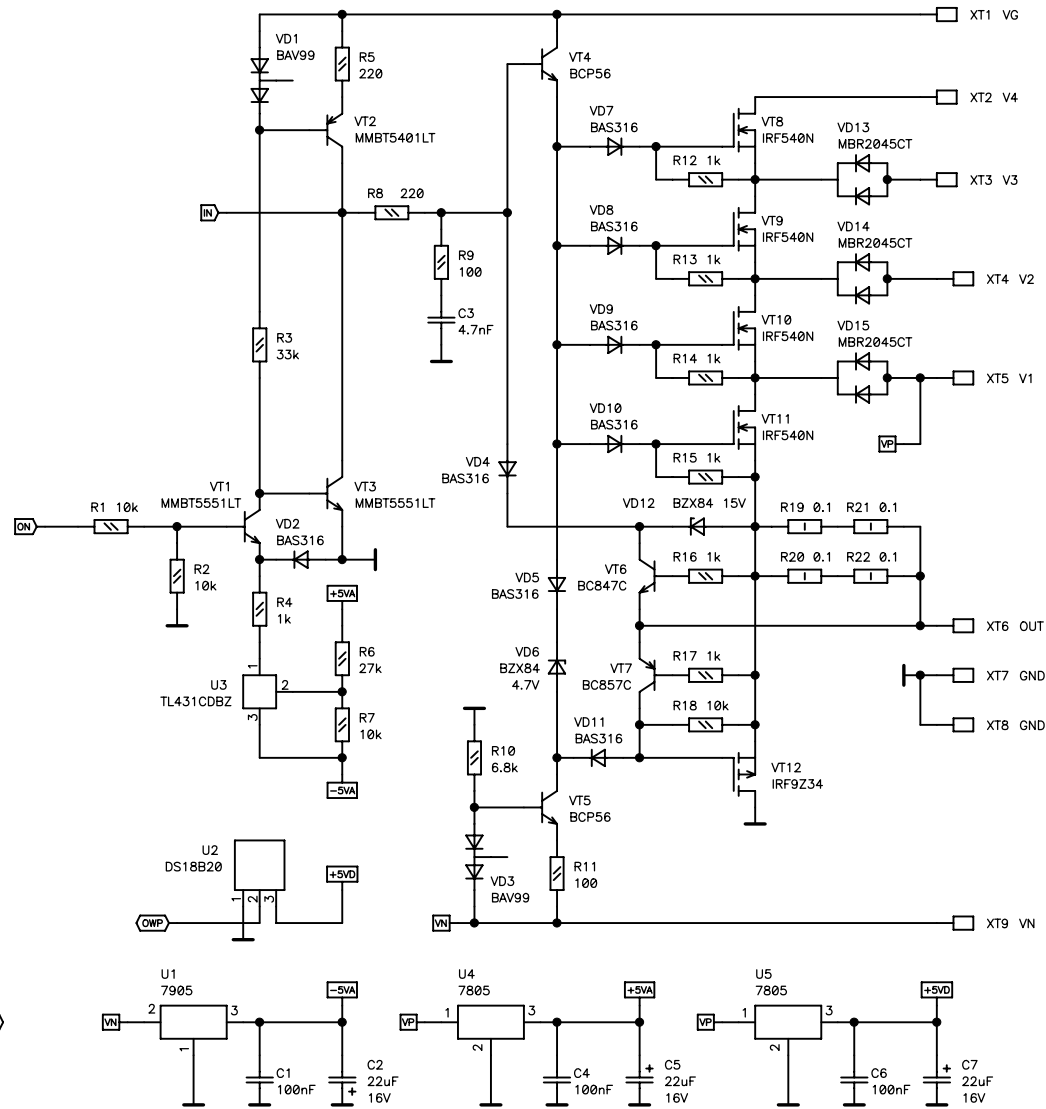 XT1 VG
VD1
BAV99
R5
220
VT4
BCP56
XT2 V4
VT2
MMBT5401LT
VD7
BAS316
VT8
IRF540N
VD13
MBR2045CT
R12 1k
XT3 V3
R8 220
IN
VD8
BAS316
VT9
IRF540N
VD14
MBR2045CT
R9
100
R13 1k
XT4 V2
C3
4.7nF
VD9
BAS316
VT10
IRF540N
VD15
MBR2045CT
R3
33k
R14 1k
XT5 V1
VD10
BAS316
VT11
IRF540N
VP
VD4
BAS316
R15 1k
VT1
MMBT5551LT
VT3
MMBT5551LT
VD12
BZX84 15V
R19 0.1
R21 0.1
ON
R1 10k
VD2
BAS316
R2
10k
R16 1k
R20 0.1
R22 0.1
VT6
BC847C
VD5
BAS316
+5VA
R4
1k
XT6 OUT
R6
27k
VD6
BZX84
4.7V
VT7
BC857C
R17 1k
XT7 GND
1
U3
TL431CDBZ
2
3
R7
10k
R18 10k
XT8 GND
VD11
BAS316
R10
6.8k
VT12
IRF9Z34
-5VA
VT5
BCP56
U2
DS18B20
+5VD
1
2
3
R11
100
VD3
BAV99
OWP
VN
XT9 VN
U1
7905
-5VA
U4
7805
+5VA
U5
7805
+5VD
VN
2
3
1
VP
1
3
2
VP
1
3
2
C1
100nF
C2
22uF
16V
+
C4
100nF
+
C5
22uF
16V
C6
100nF
+
C7
22uF
16V